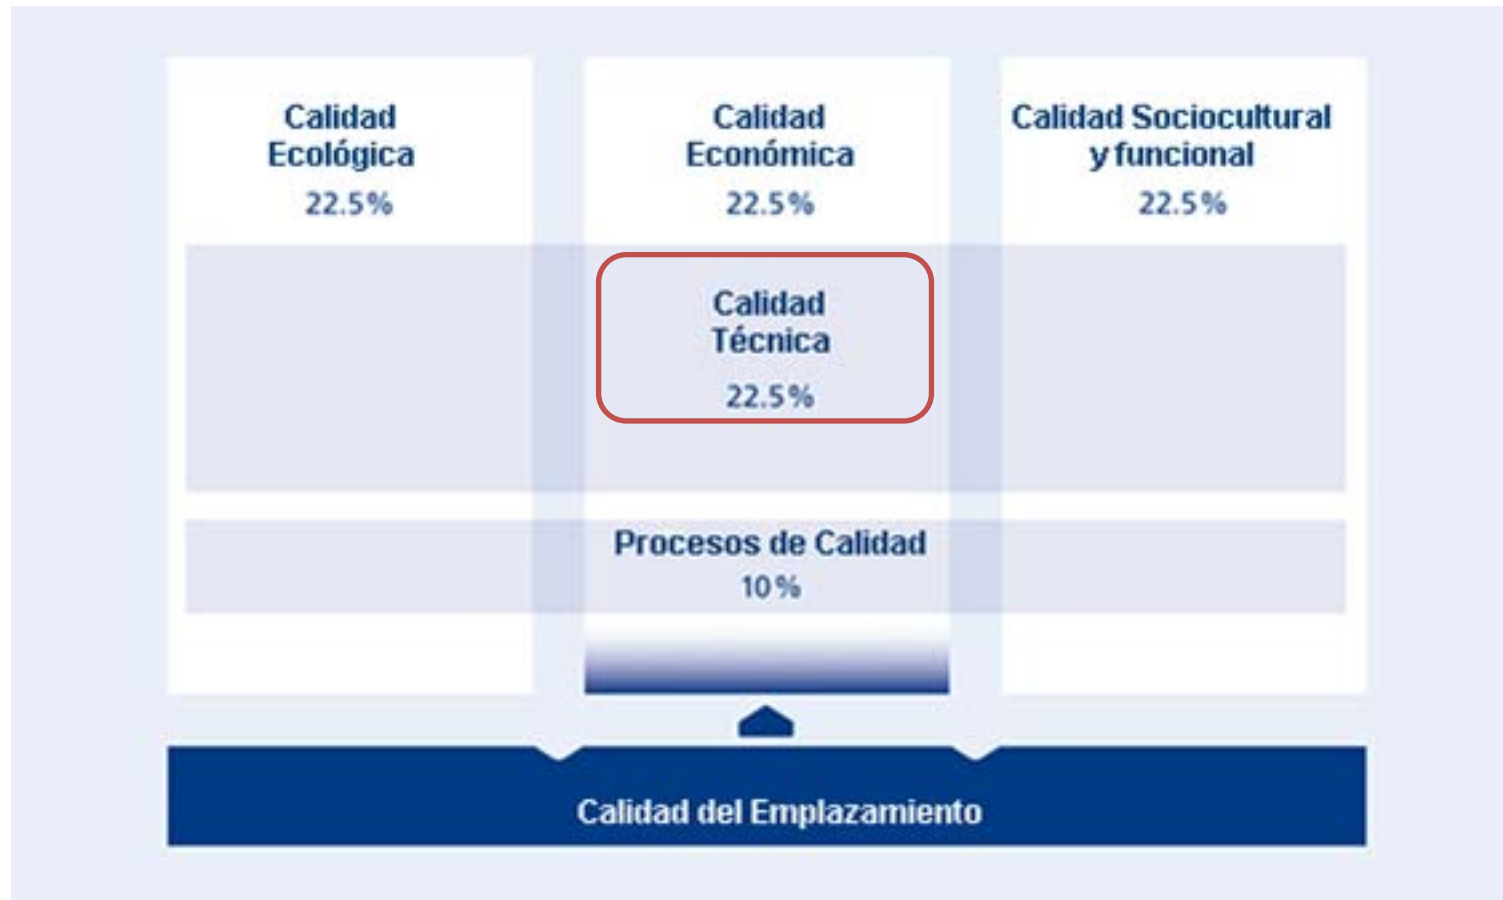 Calidad
Ecológica
22.5%
Calidad
Económica
22.5%
Calidad Sociocultural
y funcional
22.5%
Calidad
Técnica
22.5%
Procesos de Calidad
10%
Calidad del Emplazamiento